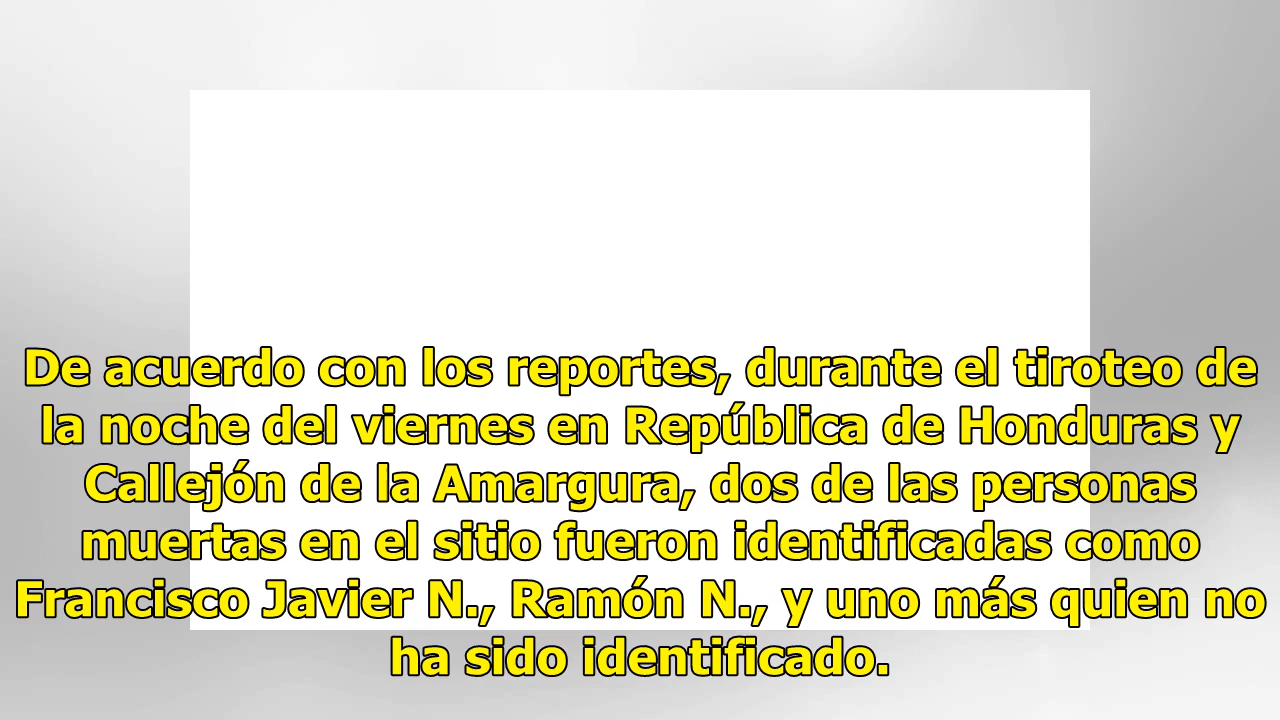 De acuerdo con los reportes, durante el tiroteo de
la noche del viernes en República de Honduras y
Callejón de la Amargura, dos de las personas
muertas en el sitio fueron identificadas como
Francisco Javier N., Ramón N., y uno más quien no
ha sido identificado.